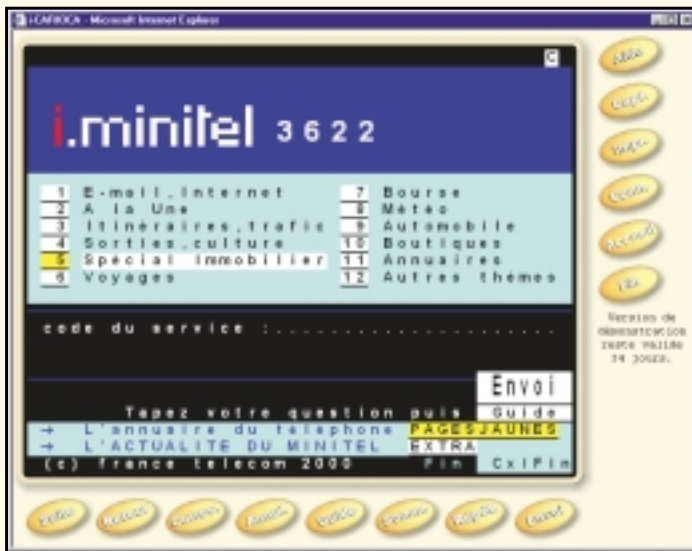 i-CARIOCA - Microsoft Internet Explorer
C
i.minitel 3622
1 E-mail,Internet
2 A la Une
3 Itinéraires,trafic
4 Sorties,culture
5 Spécial Immobilier
6 Voyages
7 Bourse
8 Météo
9 Automobile
10 Boutiques
11 Annuaires
12 Autres thèmes
code du service :......................
Envoi
Tapez votre question puis Guide
→ L'annuaire du téléphone PAGESJAUNES
→ L'ACTUALITE DU MINITEL EXTRA
(c) france telecom 2000 Fin Cx/Fin
Version de
démonstration
reste valide
14 jours.